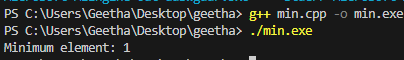 PS C:\Users\Geetha\Desktop\geetha> g++ min.cpp -o min.exe
PS C:\Users\Geetha\Desktop\geetha> ./min.exe
Minimum element: 1